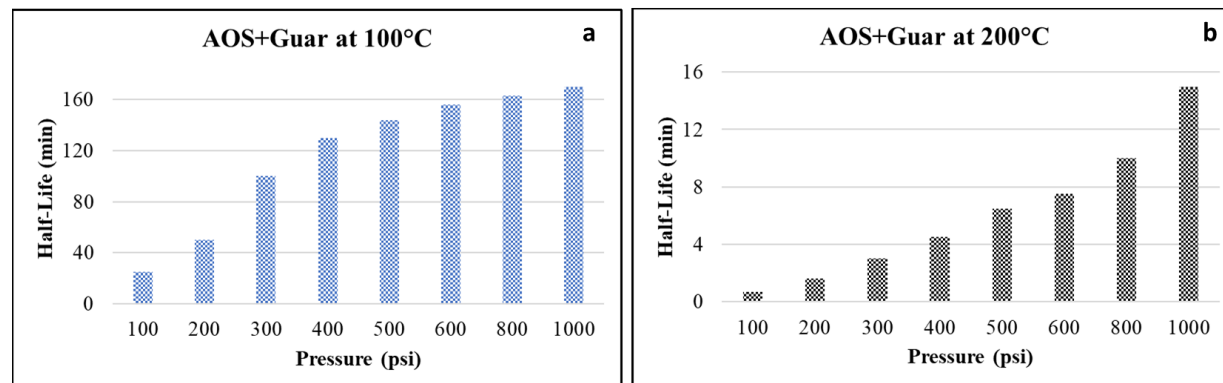 AOS+Guar at 100°C
a
Half-Life (min)
160
120
80
40
0
100 200 300 400 500 600 800 1000
Pressure (psi)
AOS+Guar at 200°C
b
Half-Life (min)
16
12
8
4
0
100 200 300 400 500 600 800 1000
Pressure (psi)